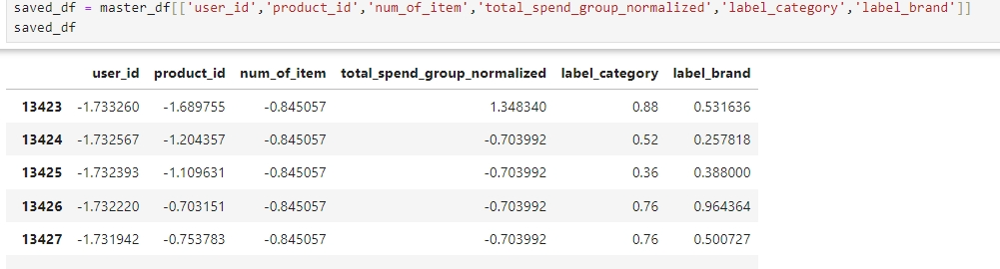 saved_df = master_df[['user_id','product_id','num_of_item','total_spend_group_normalized','label_category','label_brand']]
saved_df
user_id product_id num_of_item total_spend_group_normalized label_category label_brand
13423 -1.733260 -1.689755 -0.845057 1.348340 0.88 0.531636
13424 -1.732567 -1.204357 -0.845057 -0.703992 0.52 0.257818
13425 -1.732393 -1.109631 -0.845057 -0.703992 0.36 0.388000
13426 -1.732220 -0.703151 -0.845057 -0.703992 0.76 0.964364
13427 -1.731942 -0.753783 -0.845057 -0.703992 0.76 0.500727